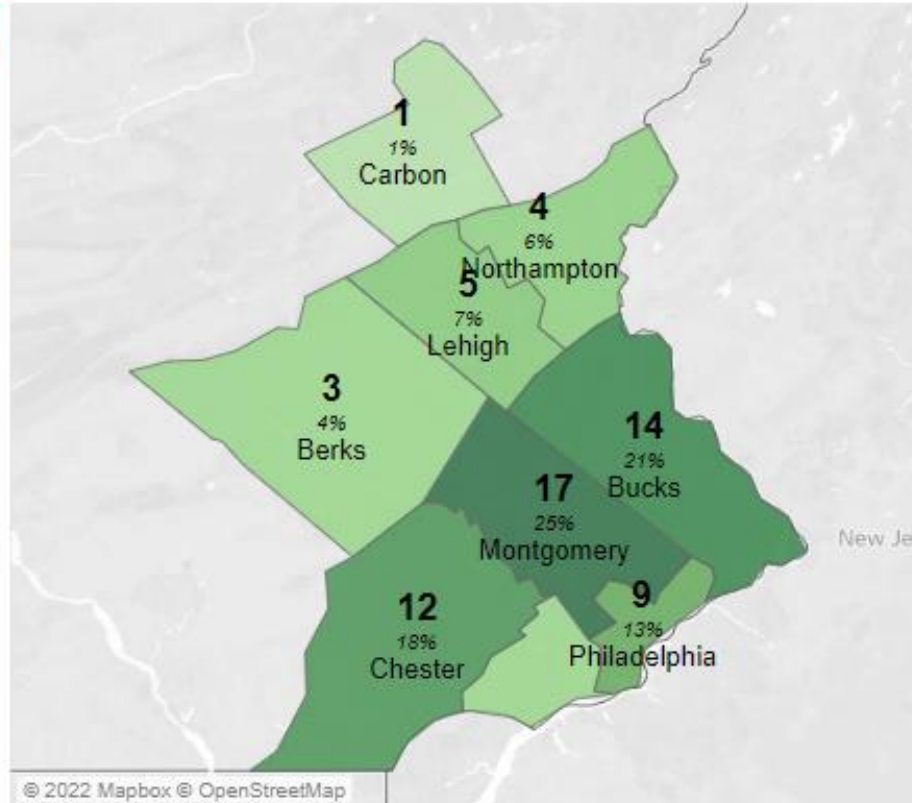 1
1%
Carbon
4
6%
Northampton
5
7%
Lehigh
3
4%
Berks
14
21%
Bucks
17
25%
Montgomery
New Je
12
18%
Chester
9
13%
Philadelphia
© 2022 Mapbox © OpenStreetMap